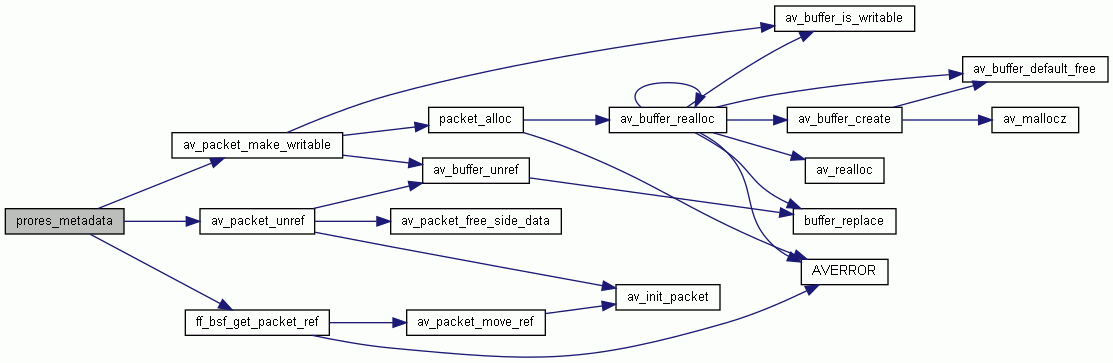 av_buffer_is_writable
av_buffer_default_free
packet_alloc
av_buffer_realloc
av_buffer_create
av_mallocz
av_packet_make_writable
av_buffer_unref
av_realloc
prores_metadata
av_packet_unref
av_packet_free_side_data
buffer_replace
AVERROR
av_init_packet
ff_bsf_get_packet_ref
av_packet_move_ref